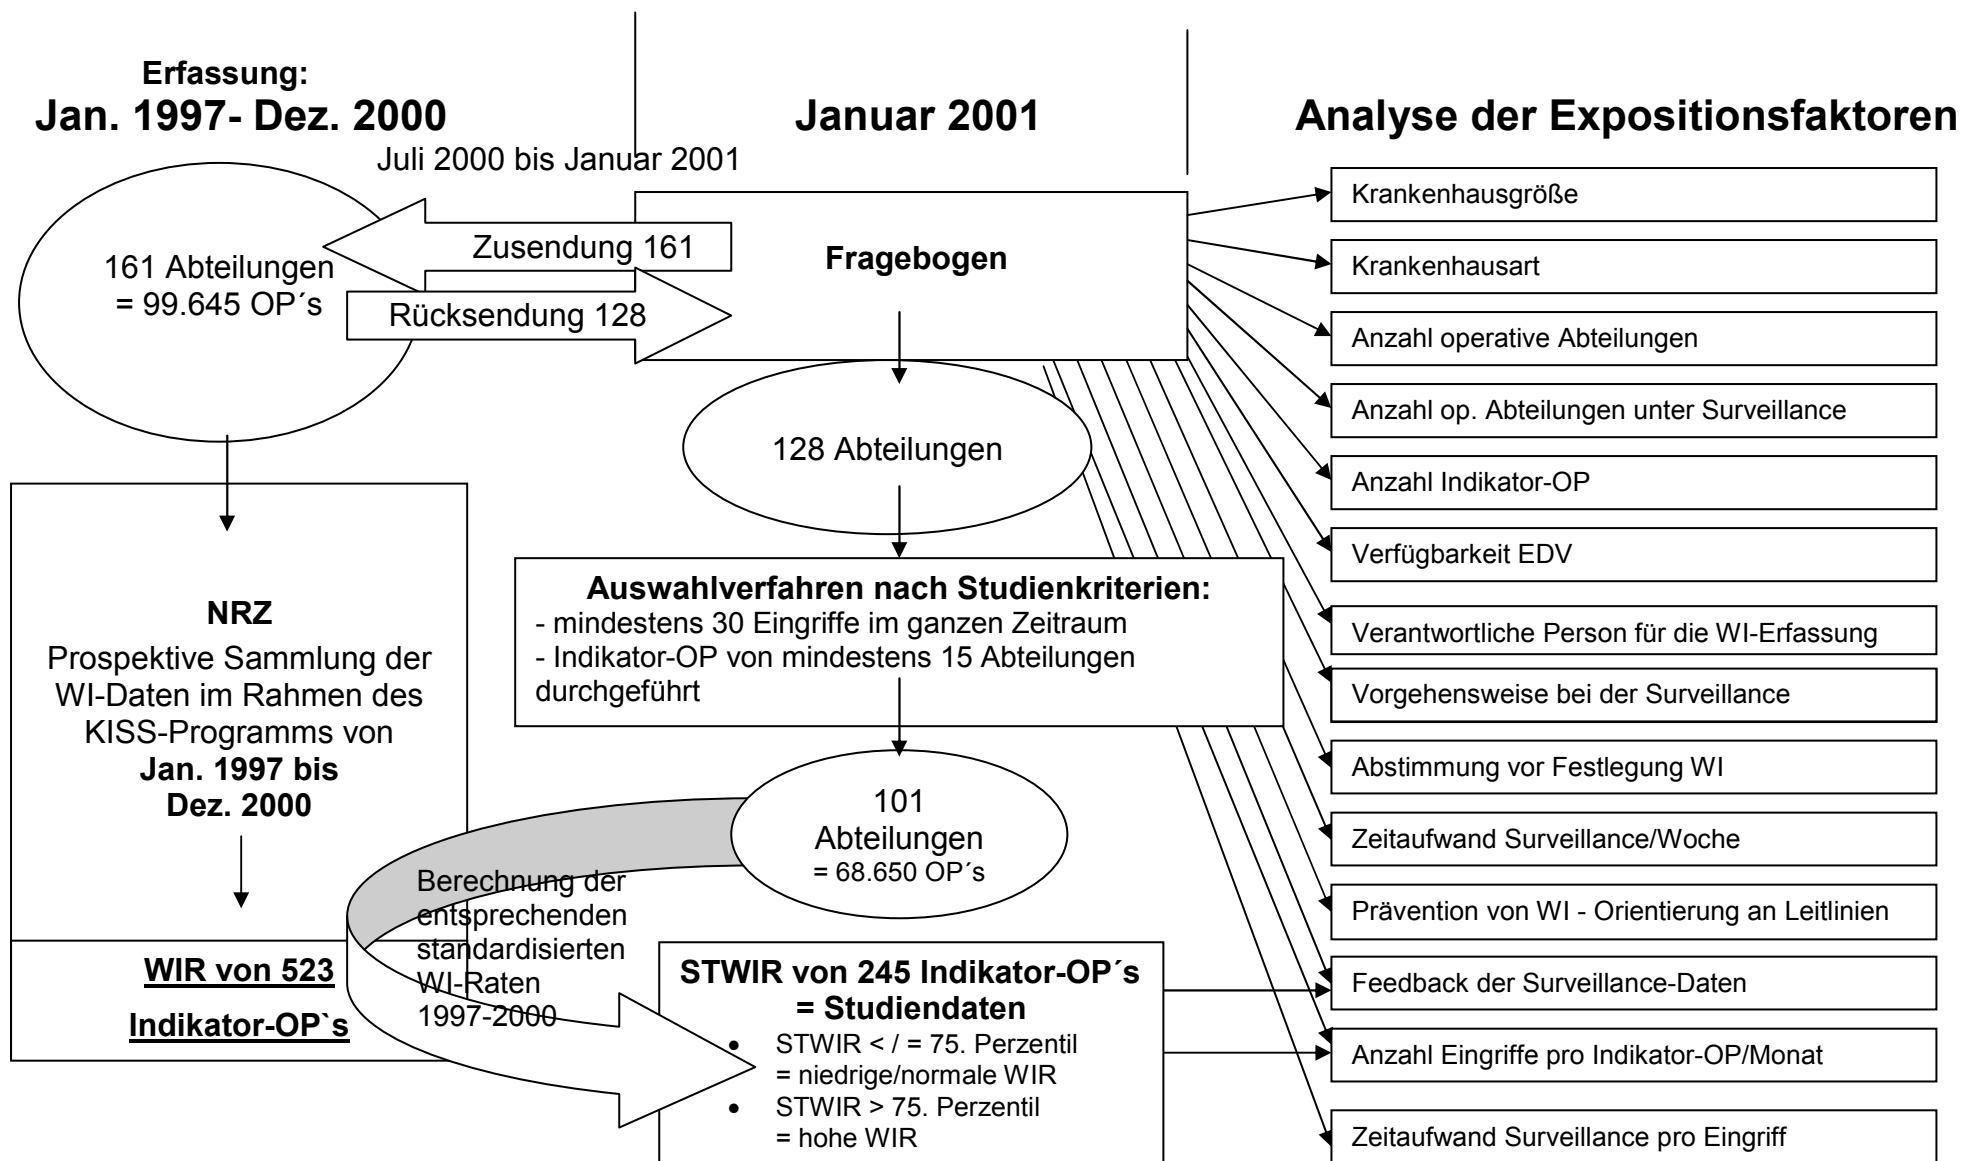 Erfassung:
Jan. 1997- Dez. 2000
Januar 2001
Analyse der Expositionsfaktoren
Juli 2000 bis Januar 2001
161 Abteilungen
= 99.645 OP´s
Zusendung 161
Rücksendung 128
Fragebogen
128 Abteilungen
Auswahlverfahren nach Studienkriterien:
- mindestens 30 Eingriffe im ganzen Zeitraum
- Indikator-OP von mindestens 15 Abteilungen
durchgeführt
101
Abteilungen
= 68.650 OP´s
NRZ
Prospektive Sammlung der
WI-Daten im Rahmen des
KISS-Programms von
Jan. 1997 bis
Dez. 2000
WIR von 523
Indikator-OP`s
Berechnung der
entsprechenden
standardisierten
WI-Raten
1997-2000
STWIR von 245 Indikator-OP´s
= Studiendaten
• STWIR < / = 75. Perzentil
= niedrige/normale WIR
• STWIR > 75. Perzentil
= hohe WIR
Krankenhausgröße
Krankenhausart
Anzahl operative Abteilungen
Anzahl op. Abteilungen unter Surveillance
Anzahl Indikator-OP
Verfügbarkeit EDV
Verantwortliche Person für die WI-Erfassung
Vorgehensweise bei der Surveillance
Abstimmung vor Festlegung WI
Zeitaufwand Surveillance/Woche
Prävention von WI - Orientierung an Leitlinien
Feedback der Surveillance-Daten
Anzahl Eingriffe pro Indikator-OP/Monat
Zeitaufwand Surveillance pro Eingriff